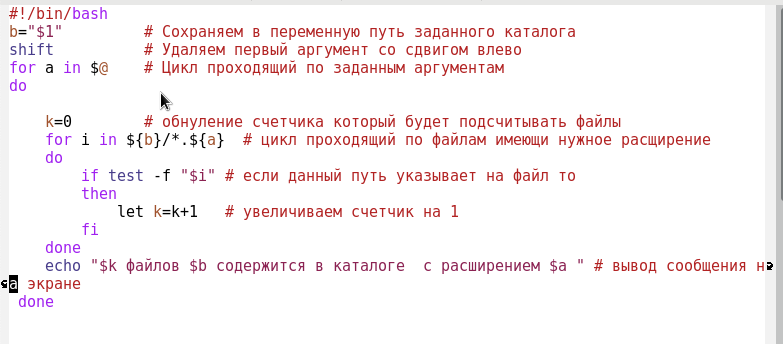 #!/bin/bash
b="$1"         # Сохраняем в переменную путь заданного каталога
shift          # Удаляем первый аргумент со сдвигом влево
for a in $@    # Цикл проходящий по заданным аргументам
do
    k=0        # обнуление счетчика который будет подсчитывать файлы
    for i in ${b}/*.${a}  # цикл проходящий по файлам имеющи нужное расщирение
    do
        if test -f "$i" # если данный путь указывает на файл то
        then
            let k=k+1   # увеличиваем счетчик на 1
        fi
    done
    echo "$k файлов $b содержится в каталоге  с расширением $a " # вывод сообщения н
а экране
 done